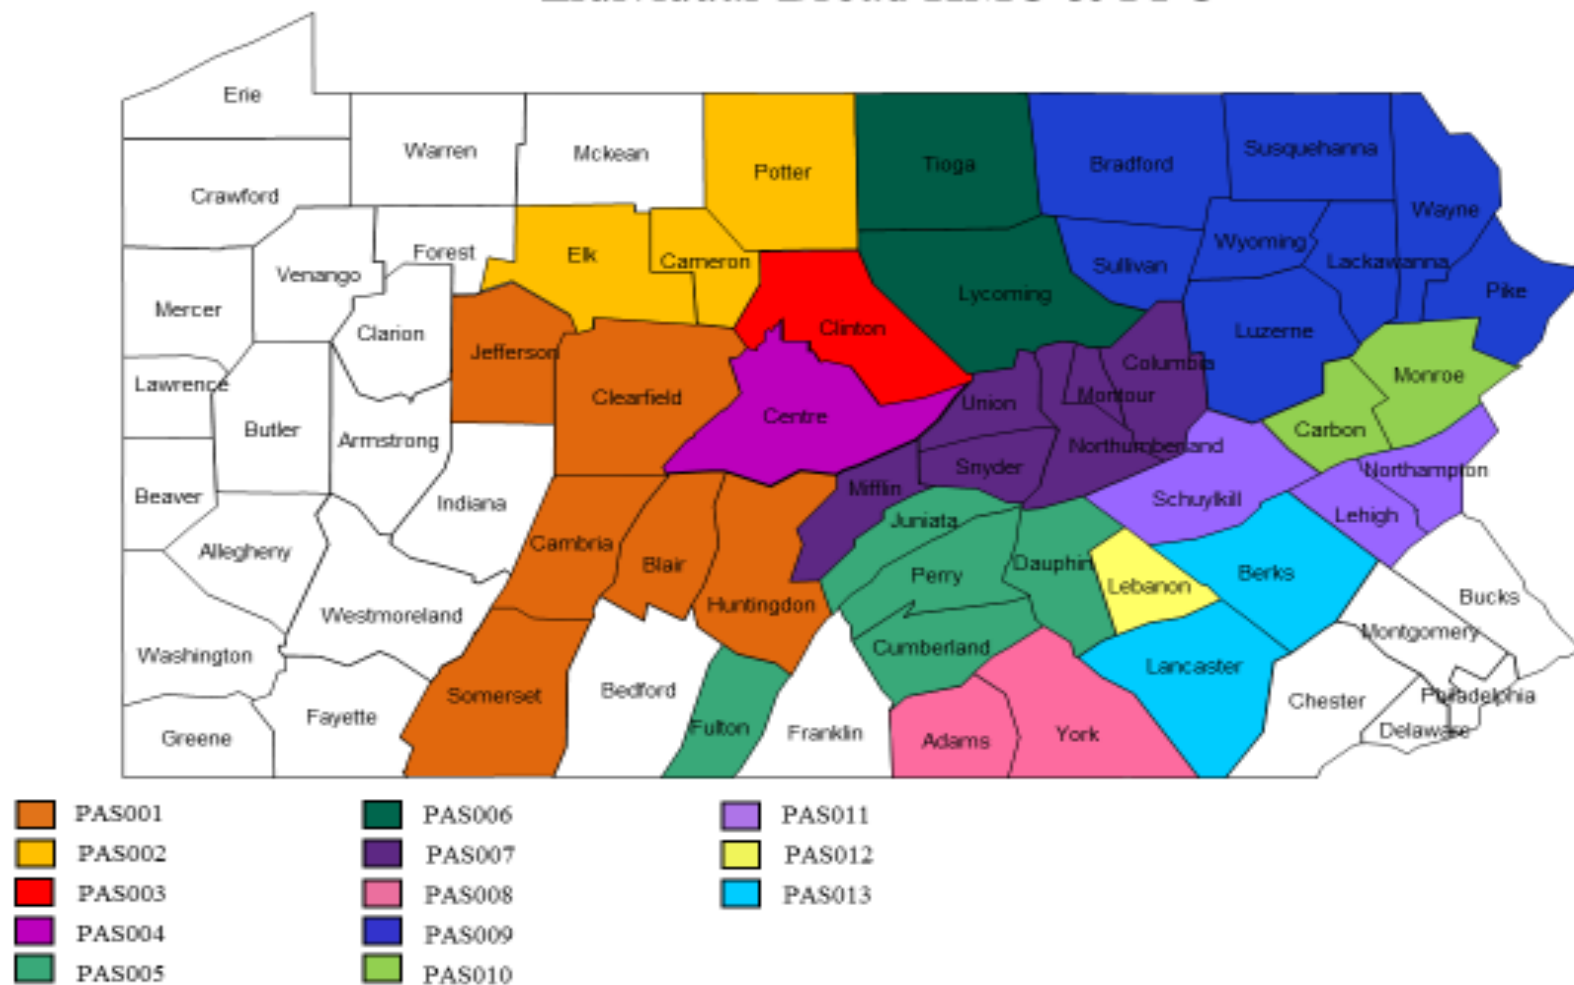 Erie
Warren
Mckean
Potter
Tioga
Bradford
Susquehanna
Crawford
Wayne
Forest
Elk
Cameron
Wyoming
Sullivan
Lackawanna
Venango
Pike
Mercer
Lycoming
Clarion
Clinton
Luzerne
Jefferson
Columbia
Lawrence
Monroe
Clearfield
Centre
Union
Montour
Butler
Armstrong
Carbon
Northumberland
Snyder
Northampton
Beaver
Mifflin
Indiana
Schuylkill
Lehigh
Juniata
Allegheny
Cambria
Blair
Perry
Dauphin
Lebanon
Berks
Bucks
Huntingdon
Westmoreland
Montgomery
Cumberland
Washington
Lancaster
Somerset
Bedford
Philadelphia
Chester
Fayette
Fulton
Franklin
Adams
York
Delaware
Greene
PAS001
PAS002
PAS003
PAS004
PAS005
PAS006
PAS007
PAS008
PAS009
PAS010
PAS011
PAS012
PAS013